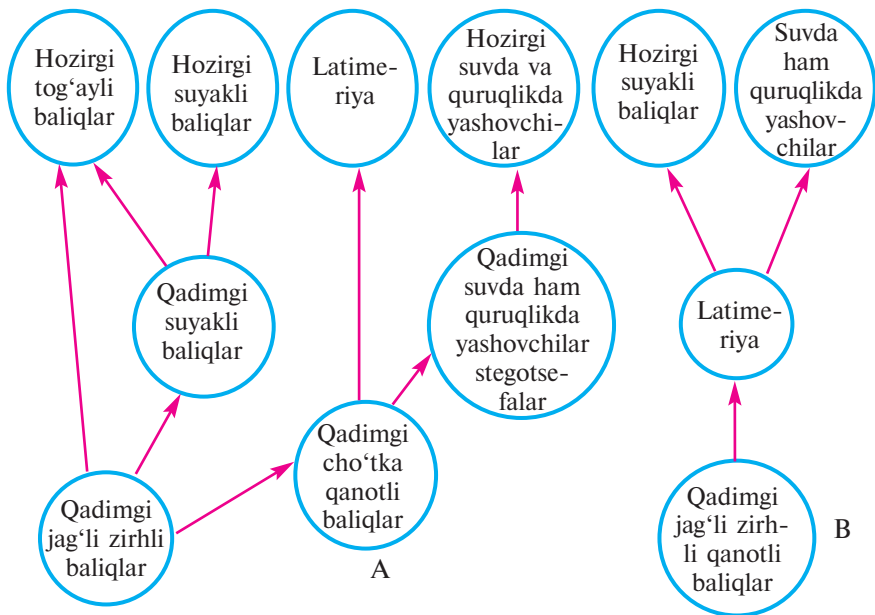 Hozirgi
tog‘ayli
baliqlar
Hozirgi
suyakli
baliqlar
Latime-
riya
Hozirgi
suvda va
quruqlikda
yashovchi-
lar
Hozirgi
suyakli
baliqlar
Suvda
ham
quruqlikda
yashov-
chilar
Qadimgi
suyakli
baliqlar
Qadimgi
suvda ham
quruqlikda
yashovchilar
stegotse-
falar
Latime-
riya
Qadimgi
jag‘li zirhli
baliqlar
Qadimgi
cho‘tka
qanotli
baliqlar
A
Qadimgi
jag‘li zirh-
li qanotli
baliqlar
B